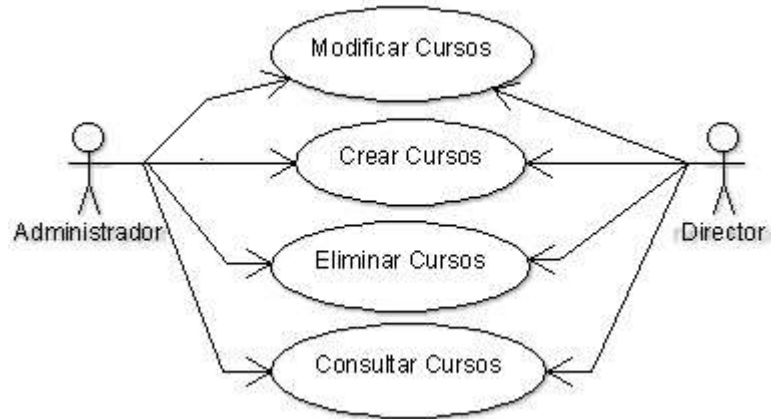 Modificar Cursos
Crear Cursos
Administrador
Director
Eliminar Cursos
Consultar Cursos